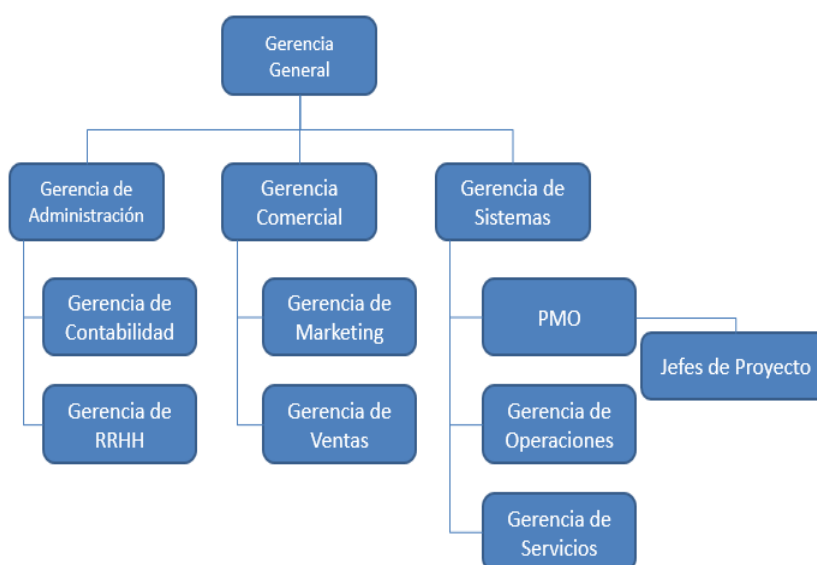 Gerencia
General
Gerencia de
Administración
Gerencia
Comercial
Gerencia de
Sistemas
Gerencia de
Contabilidad
Gerencia de
Marketing
PMO
Jefes de Proyecto
Gerencia de
RRHH
Gerencia de
Ventas
Gerencia de
Operaciones
Gerencia de
Servicios